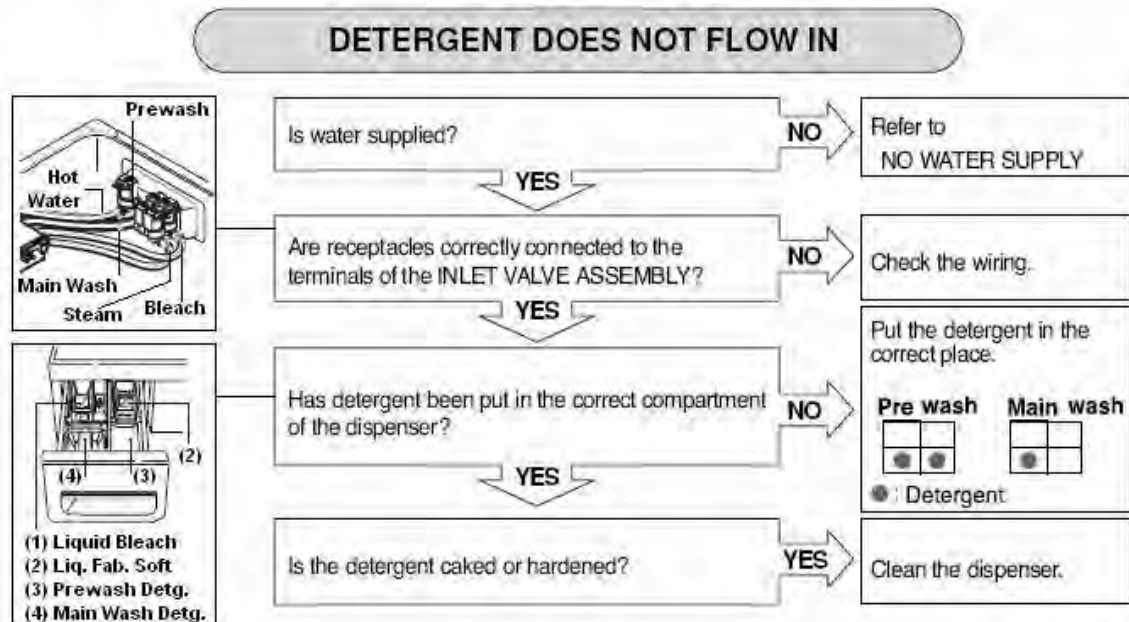 DETERGENT DOES NOT FLOW IN
Prewash
Hot
Water
Main Wash
Steam
Bleach
Is water supplied?
NO
Refer to
NO WATER SUPPLY
YES
Are receptacles correctly connected to the
terminals of the INLET VALVE ASSEMBLY?
NO
Check the wiring.
YES
(4)
(3)
(2)
(1) Liquid Bleach
(2) Liq. Fab. Soft
(3) Prewash Detg.
(4) Main Wash Detg.
Has detergent been put in the correct compartment
of the dispenser?
NO
Put the detergent in the
correct place.
Pre wash
Main wash
: Detergent
YES
Is the detergent caked or hardened?
YES
Clean the dispenser.